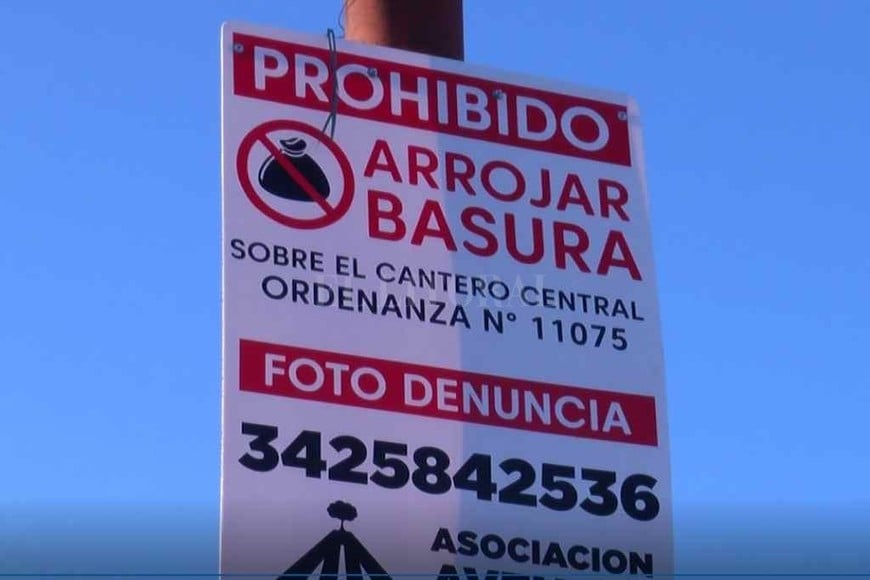 PROHIBIDO
ARROJAR
BASURA
SOBRE EL CANTERO CENTRAL
ORDENANZA N° 11075
FOTO DENUNCIA
3425842536
ASOCIACION